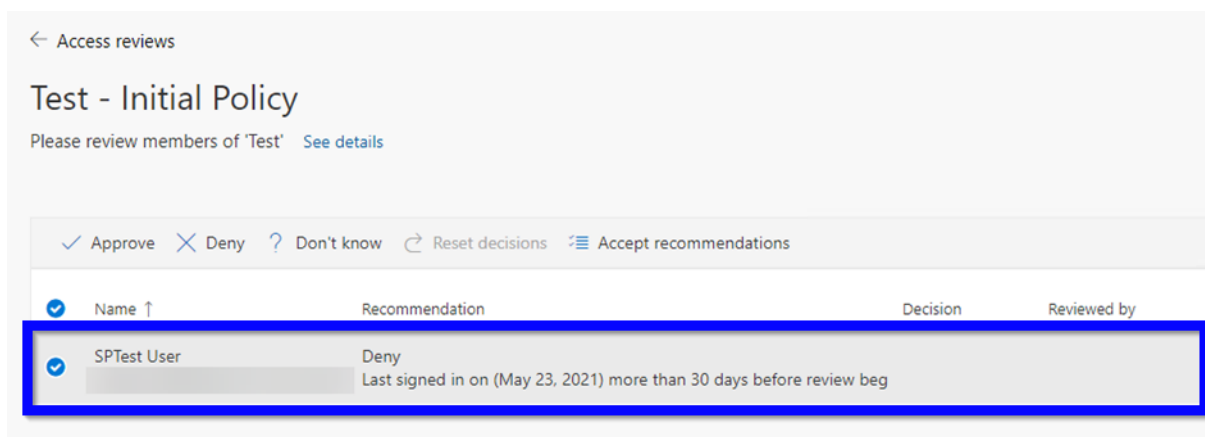 Access reviews
Test - Initial Policy
Please review members of 'Test' See details
Approve Deny ? Don't know Reset decisions Accept recommendations
Name ↑ Recommendation Decision Reviewed by
SPTest User Deny
Last signed in on (May 23, 2021) more than 30 days before review beg